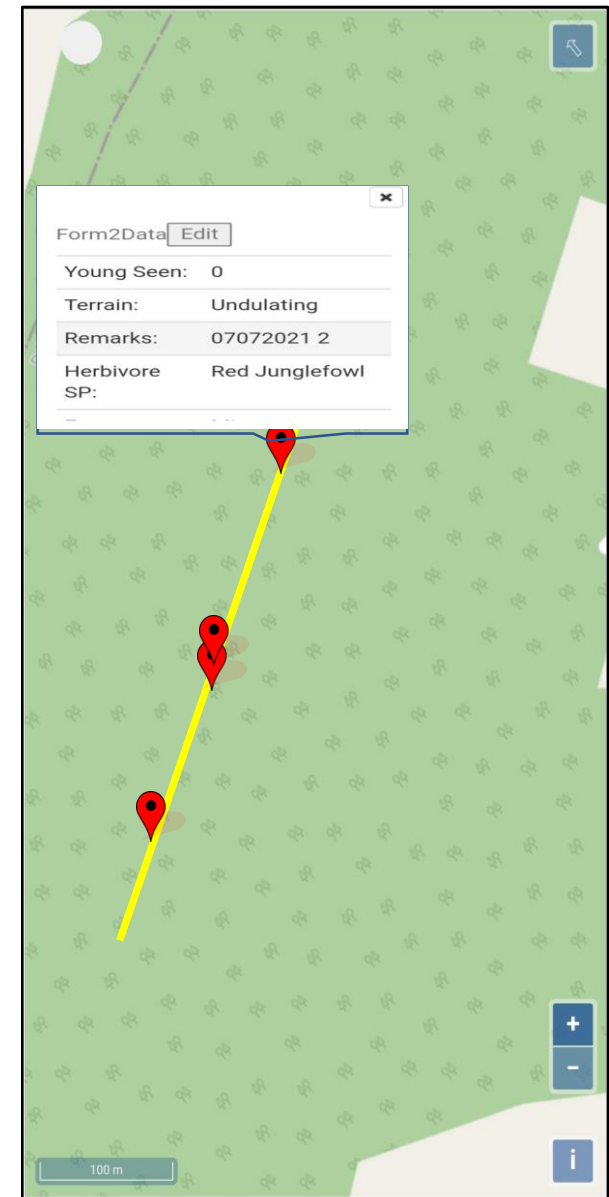 Form2Data Edit
Young Seen: 0
Terrain: Undulating
Remarks: 07072021 2
Herbivore SP: Red Junglefowl
+
−
100 m
i